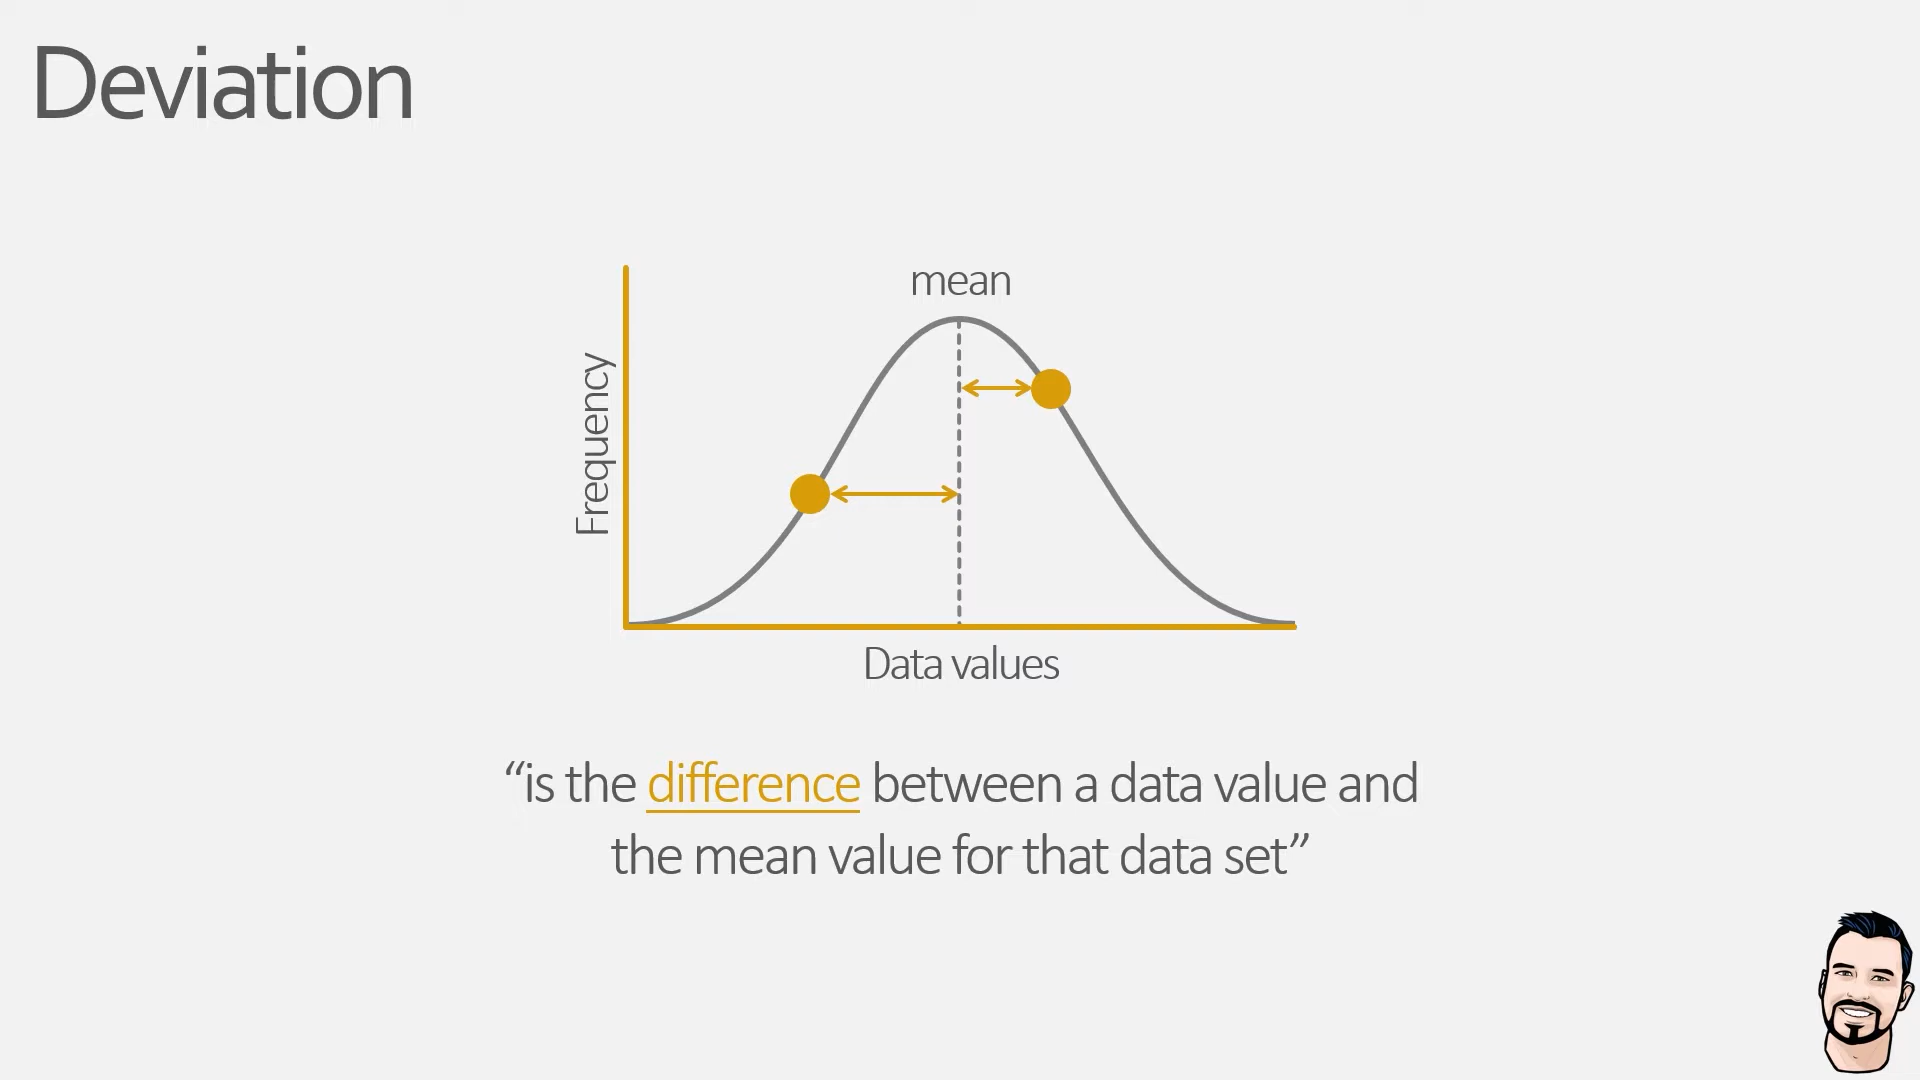 Deviation
mean
Frequency
Data values
“is the difference between a data value and
the mean value for that data set”